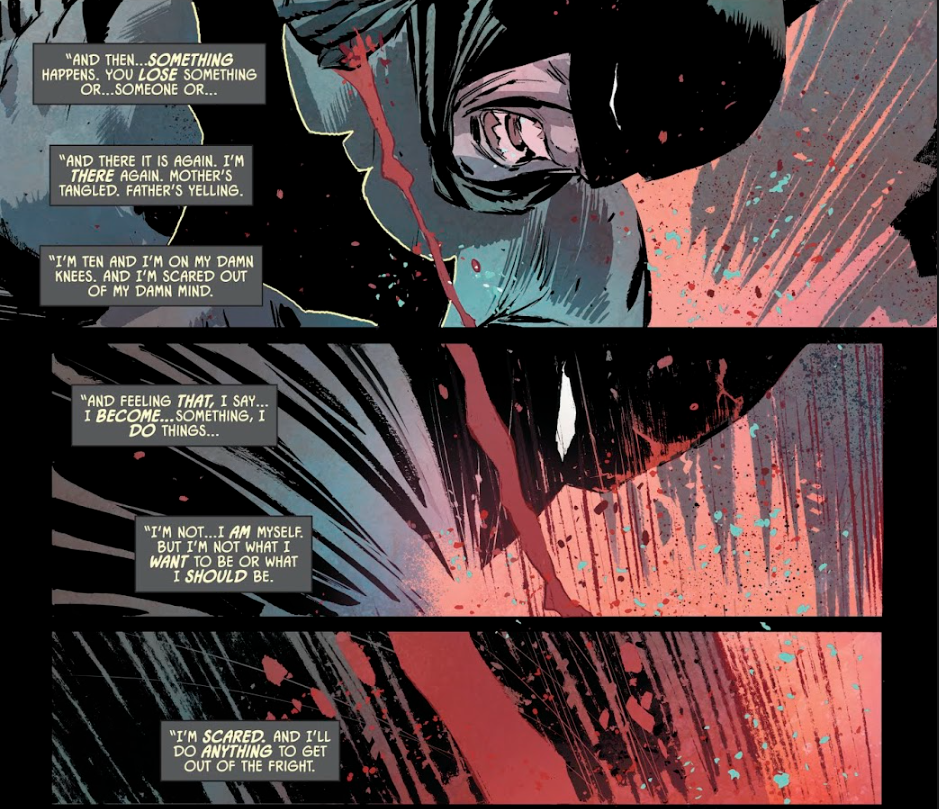 "AND THEN...SOMETHING
HAPPENS. YOU LOSE SOMETHING
OR...SOMEONE OR...
"AND THERE IT IS AGAIN. I'M
THERE AGAIN. MOTHER'S
TANGLED. FATHER'S YELLING.
"I'M TEN AND I'M ON MY DAMN
KNEES. AND I'M SCARED OUT
OF MY DAMN MIND.
"AND FEELING THAT, I SAY...
I BECOME...SOMETHING, I
DO THINGS...
"I'M NOT...I AM MYSELF.
BUT I'M NOT WHAT I
WANT TO BE OR WHAT
I SHOULD BE.
"I'M SCARED. AND I'LL
DO ANYTHING TO GET
OUT OF THE FRIGHT.